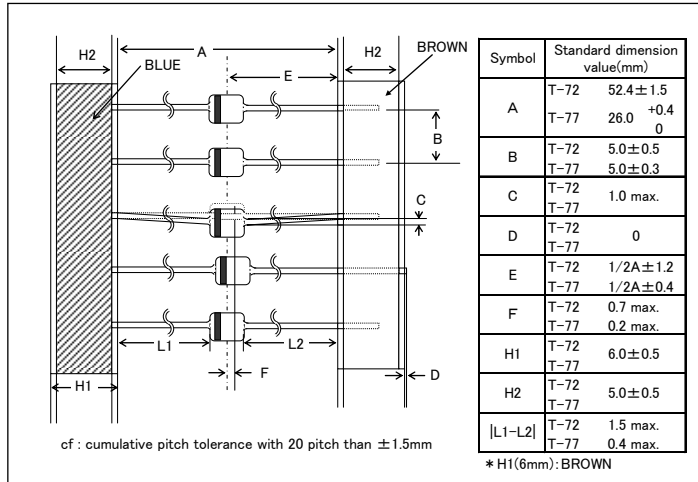 H2
A
H2
BROWN
BLUE
E
B
C
L1
L2
H1
F
D
cf : cumulative pitch tolerance with 20 pitch than ±1.5mm
Symbol Standard dimension
value(mm)
A T-72 52.4±1.5
T-77 26.0 +0.4
0
B T-72 5.0±0.5
T-77 5.0±0.3
C T-72
T-77 1.0 max.
D T-72
T-77 0
E T-72 1/2A±1.2
T-77 1/2A±0.4
F T-72 0.7 max.
T-77 0.2 max.
H1 T-72
T-77 6.0±0.5
H2 T-72
T-77 5.0±0.5
|L1-L2| T-72 1.5 max.
T-77 0.4 max.
* H1(6mm):BROWN